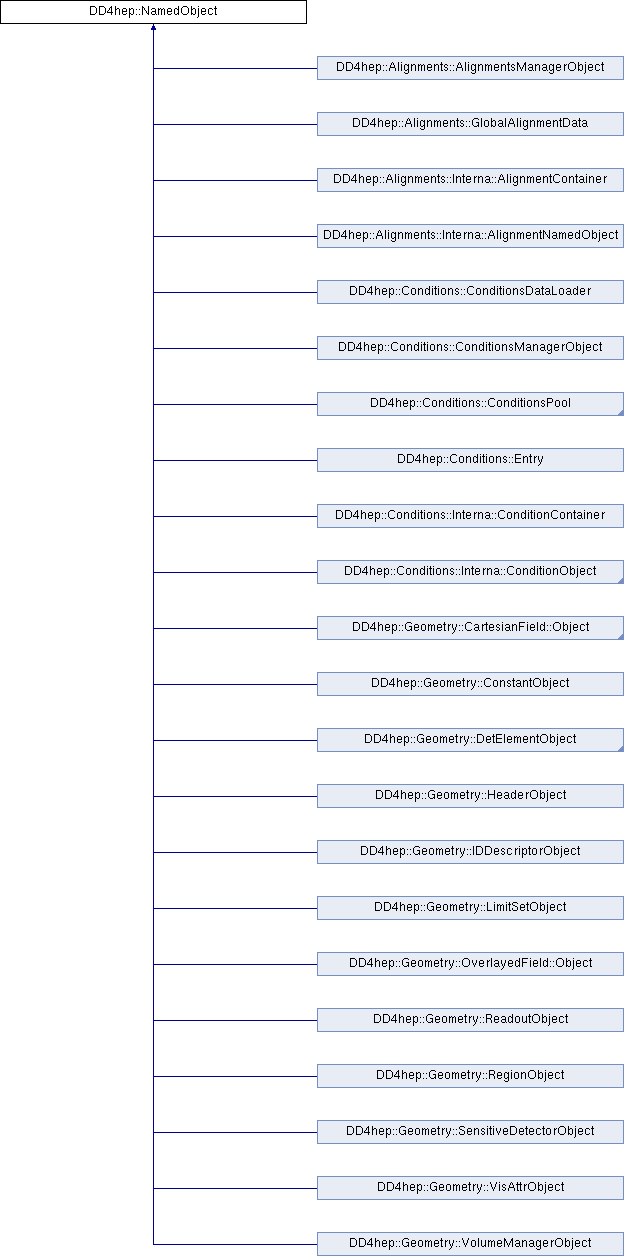 DD4hep::NamedObject
DD4hep::Alignments::AlignmentsManagerObject
DD4hep::Alignments::GlobalAlignmentData
DD4hep::Alignments::Interna::AlignmentContainer
DD4hep::Alignments::Interna::AlignmentNamedObject
DD4hep::Conditions::ConditionsDataLoader
DD4hep::Conditions::ConditionsManagerObject
DD4hep::Conditions::ConditionsPool
DD4hep::Conditions::Entry
DD4hep::Conditions::Interna::ConditionContainer
DD4hep::Conditions::Interna::ConditionObject
DD4hep::Geometry::CartesianField::Object
DD4hep::Geometry::ConstantObject
DD4hep::Geometry::DetElementObject
DD4hep::Geometry::HeaderObject
DD4hep::Geometry::IDDescriptorObject
DD4hep::Geometry::LimitSetObject
DD4hep::Geometry::OverlayedField::Object
DD4hep::Geometry::ReadoutObject
DD4hep::Geometry::RegionObject
DD4hep::Geometry::SensitiveDetectorObject
DD4hep::Geometry::VisAttrObject
DD4hep::Geometry::VolumeManagerObject